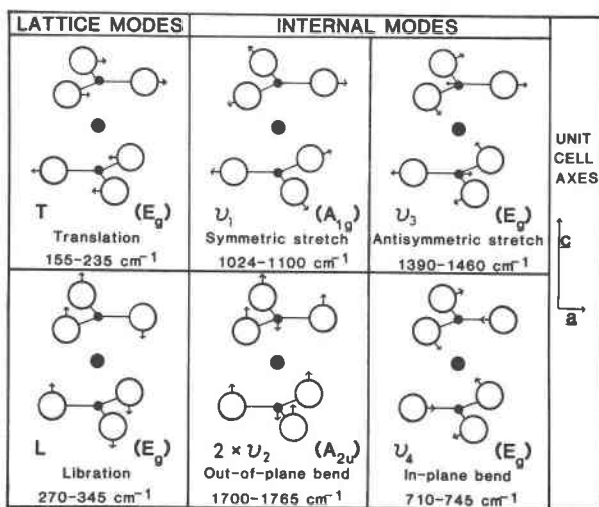 LATTICE MODES
INTERNAL MODES
T (Eg)
Translation
155-235 cm⁻¹
υ₁ (A₁g)
Symmetric stretch
1024-1100 cm⁻¹
υ₃ (Eg)
Antisymmetric stretch
1390-1460 cm⁻¹
UNIT
CELL
AXES
c
a
L (Eg)
Libration
270-345 cm⁻¹
2 × υ₂ (A₂u)
Out-of-plane bend
1700-1765 cm⁻¹
υ₄ (Eg)
In-plane bend
710-745 cm⁻¹